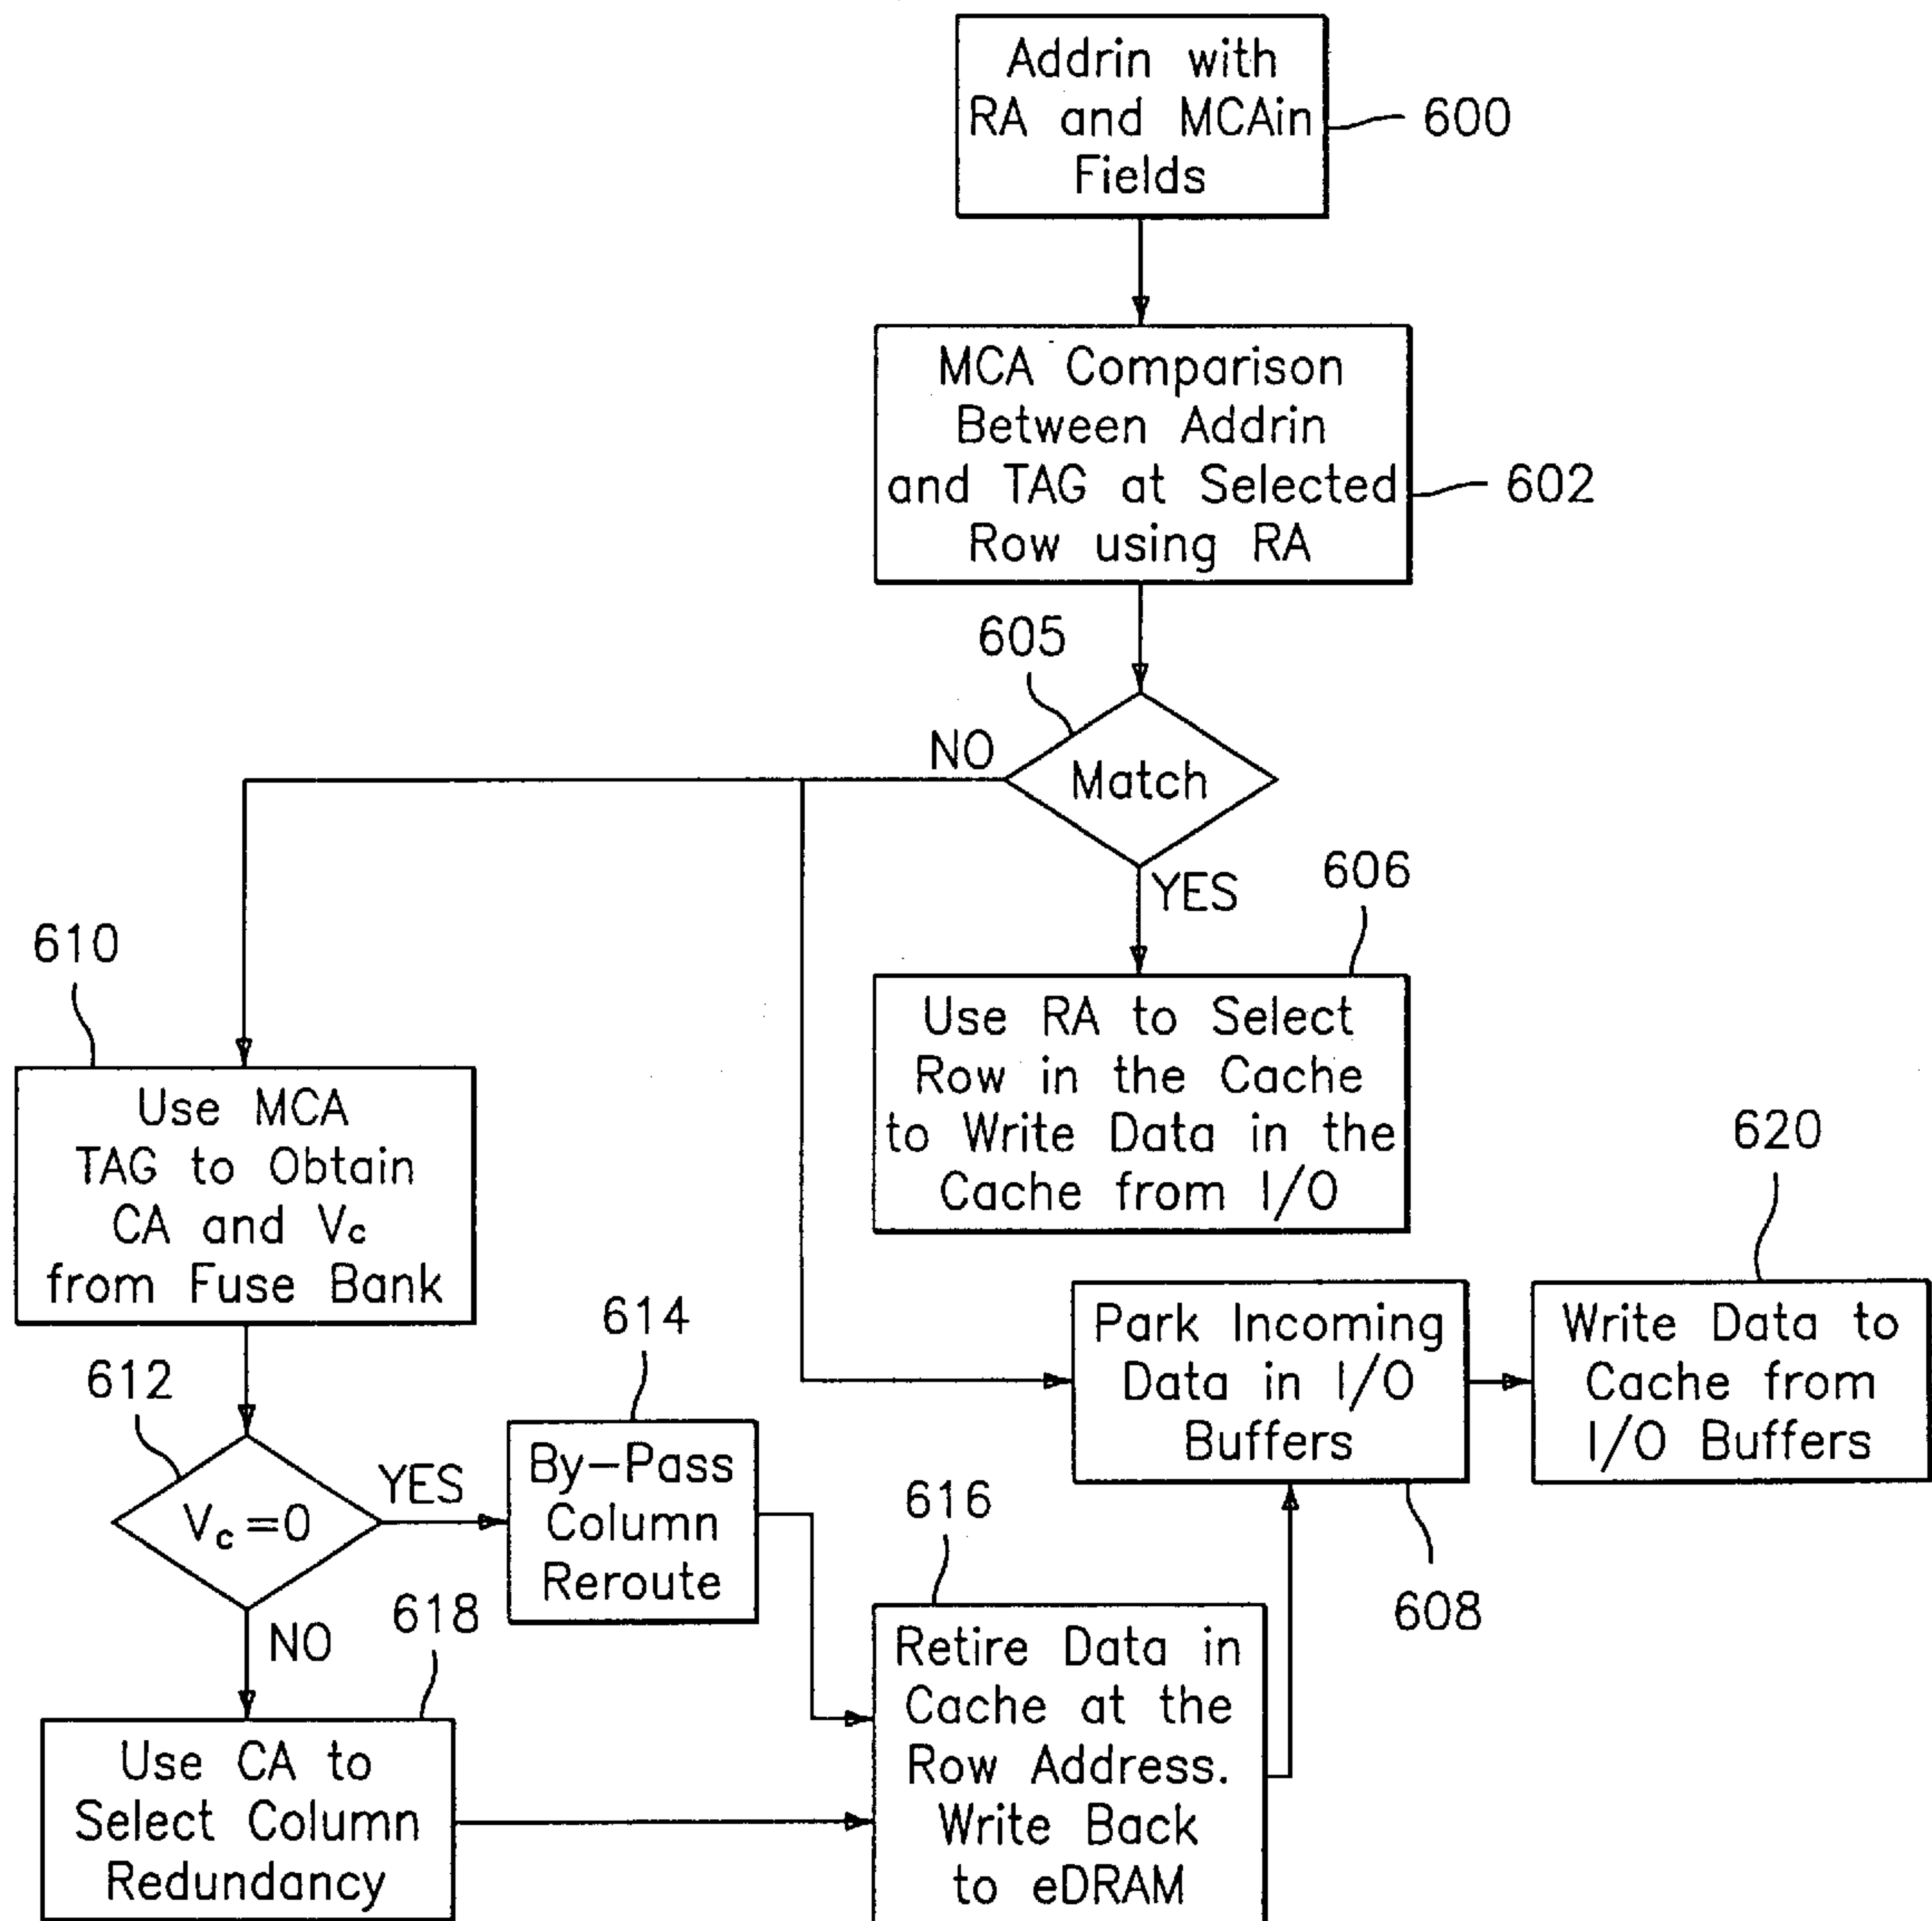 Addrin with
RA and MCAin
Fields
600
MCA Comparison
Between Addrin
and TAG at Selected
Row using RA
602
605
NO
Match
YES
606
Use RA to Select
Row in the Cache
to Write Data in the
Cache from I/O
610
Use MCA
TAG to Obtain
CA and Vc
from Fuse Bank
620
Park Incoming
Data in I/O
Buffers
608
Write Data to
Cache from
I/O Buffers
612
Vc=0
YES
NO
614
By-Pass
Column
Reroute
616
Retire Data in
Cache at the
Row Address.
Write Back
to eDRAM
618
Use CA to
Select Column
Redundancy